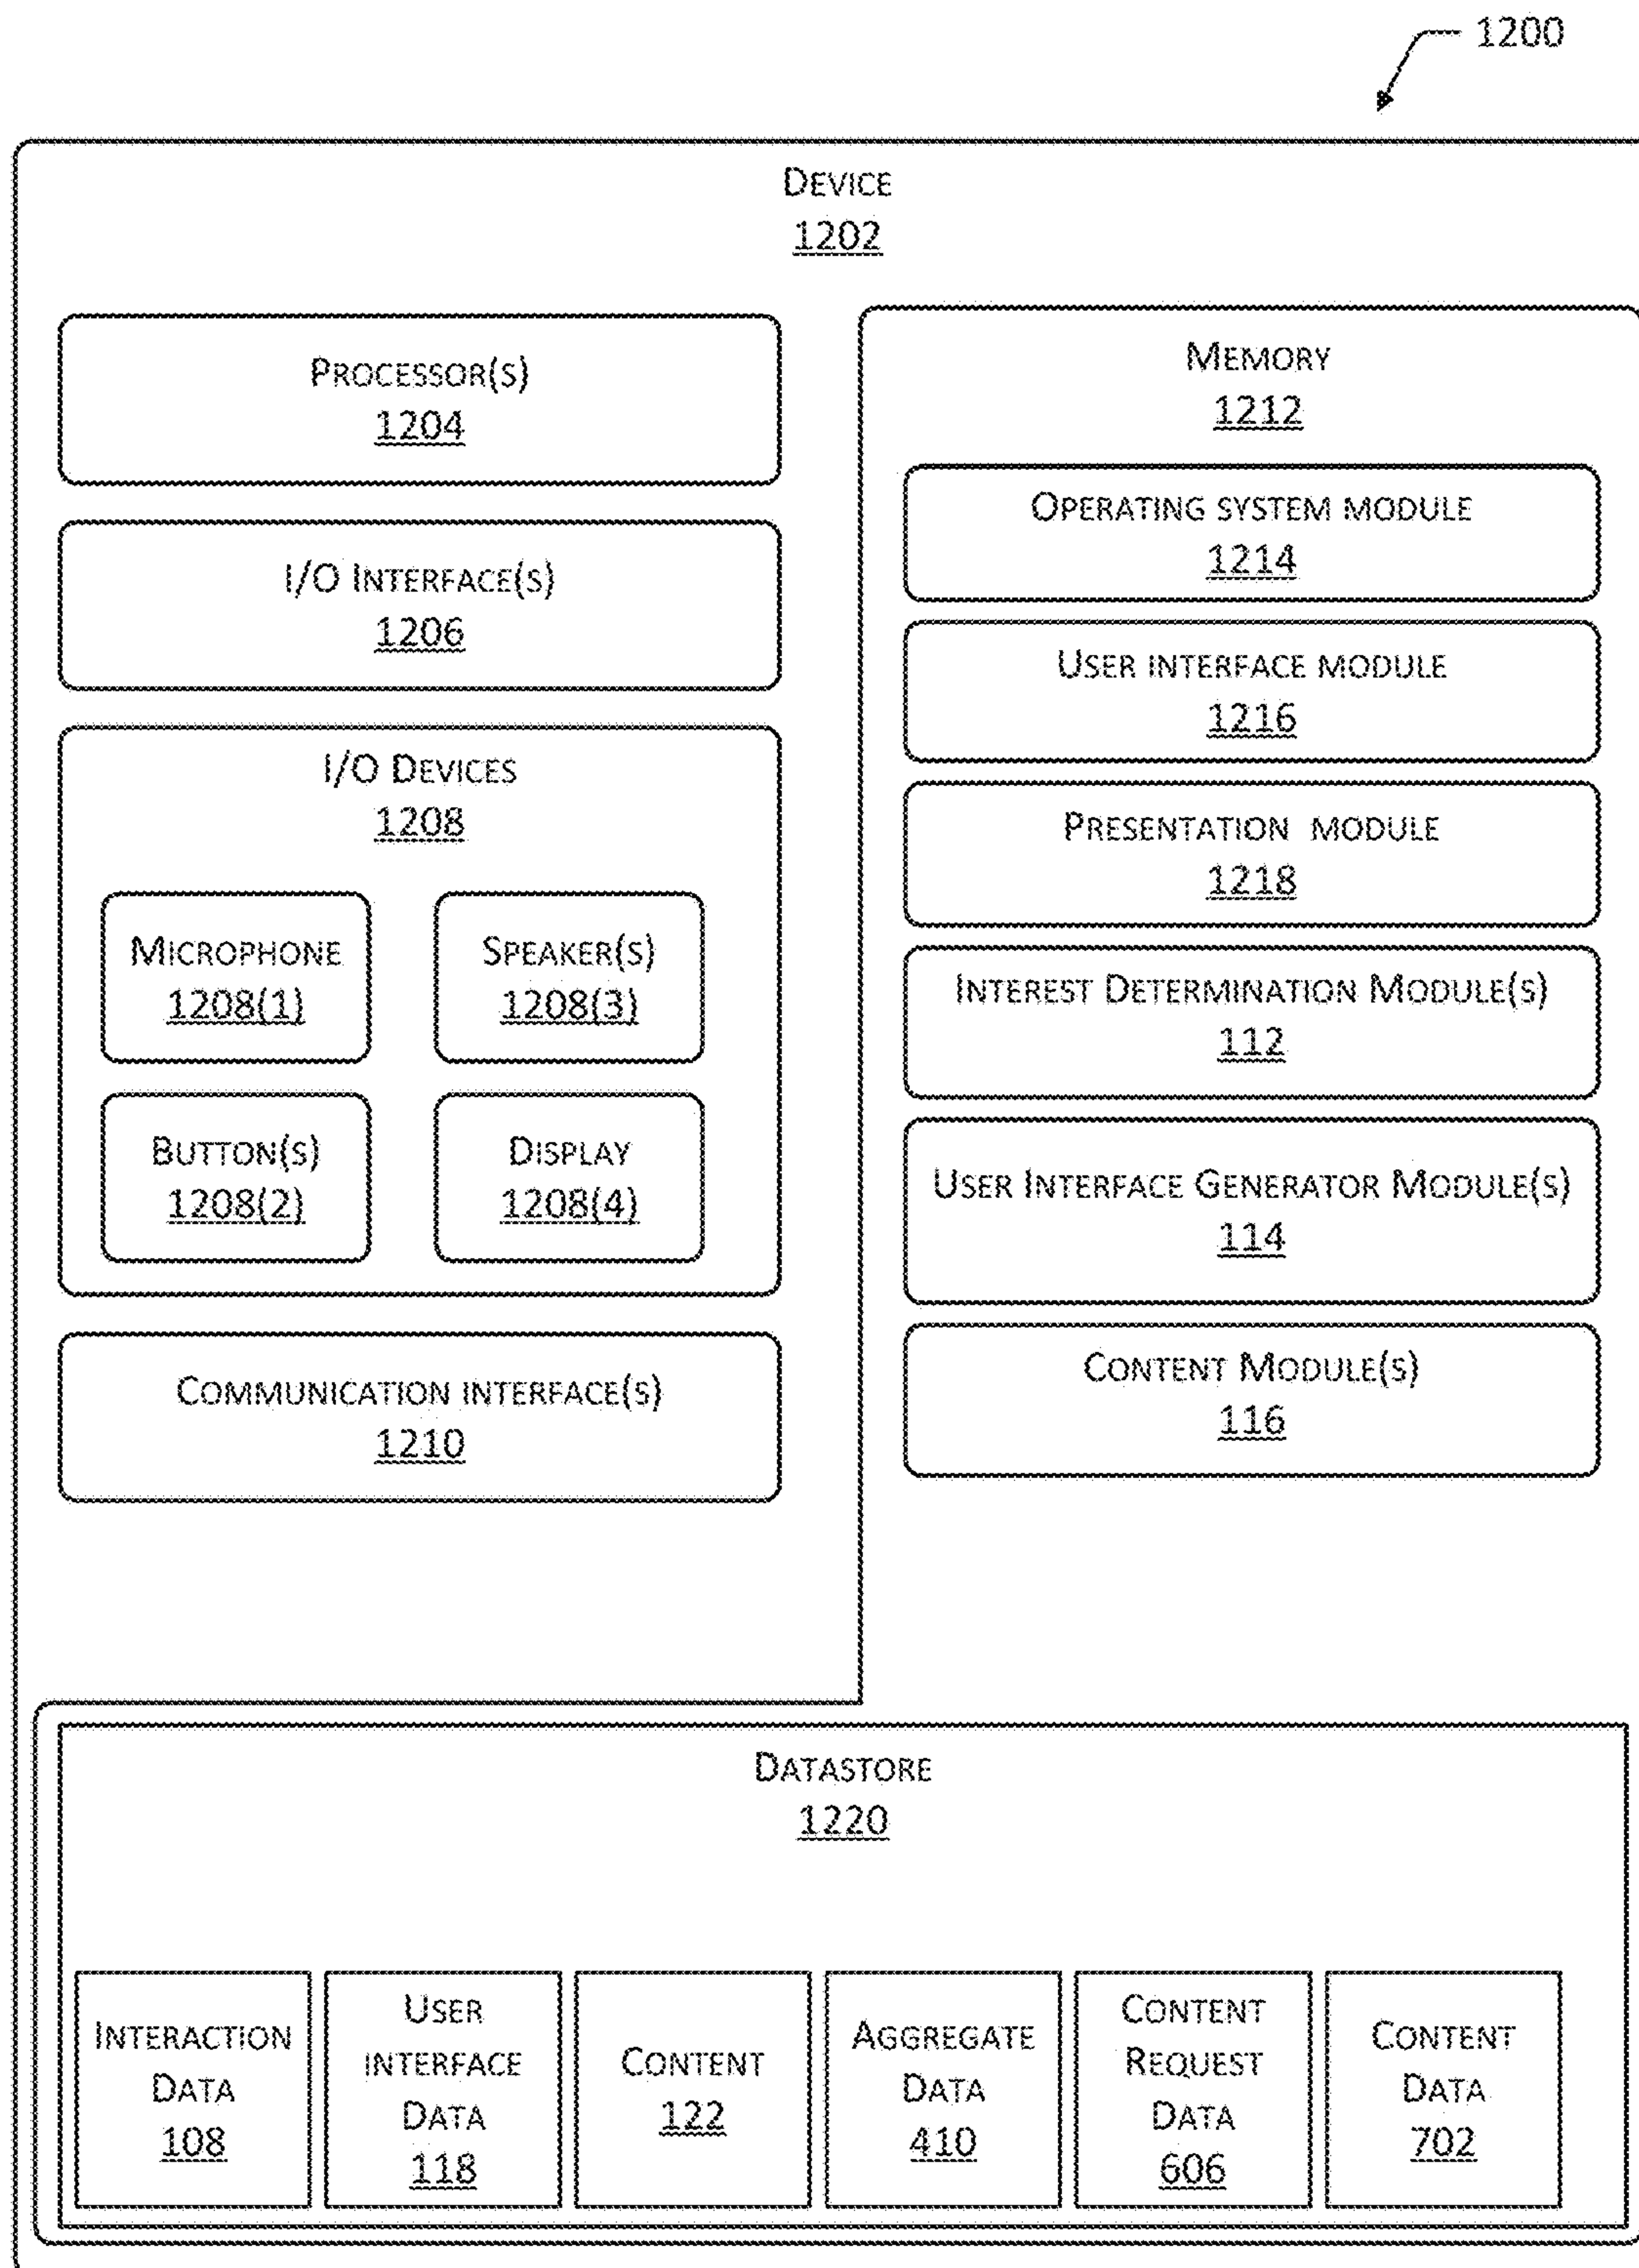 1200
DEVICE
1202
PROCESSOR(S)
1204
I/O INTERFACE(S)
1206
I/O DEVICES
1208
MICROPHONE
1208(1)
SPEAKER(S)
1208(3)
BUTTON(S)
1208(2)
DISPLAY
1208(4)
COMMUNICATION INTERFACE(S)
1210
MEMORY
1212
OPERATING SYSTEM MODULE
1214
USER INTERFACE MODULE
1216
PRESENTATION MODULE
1218
INTEREST DETERMINATION MODULE(S)
112
USER INTERFACE GENERATOR MODULE(S)
114
CONTENT MODULE(S)
116
DATASTORE
1220
INTERACTION
DATA
108
USER
INTERFACE
DATA
118
CONTENT
122
AGGREGATE
DATA
410
CONTENT
REQUEST
DATA
606
CONTENT
DATA
702